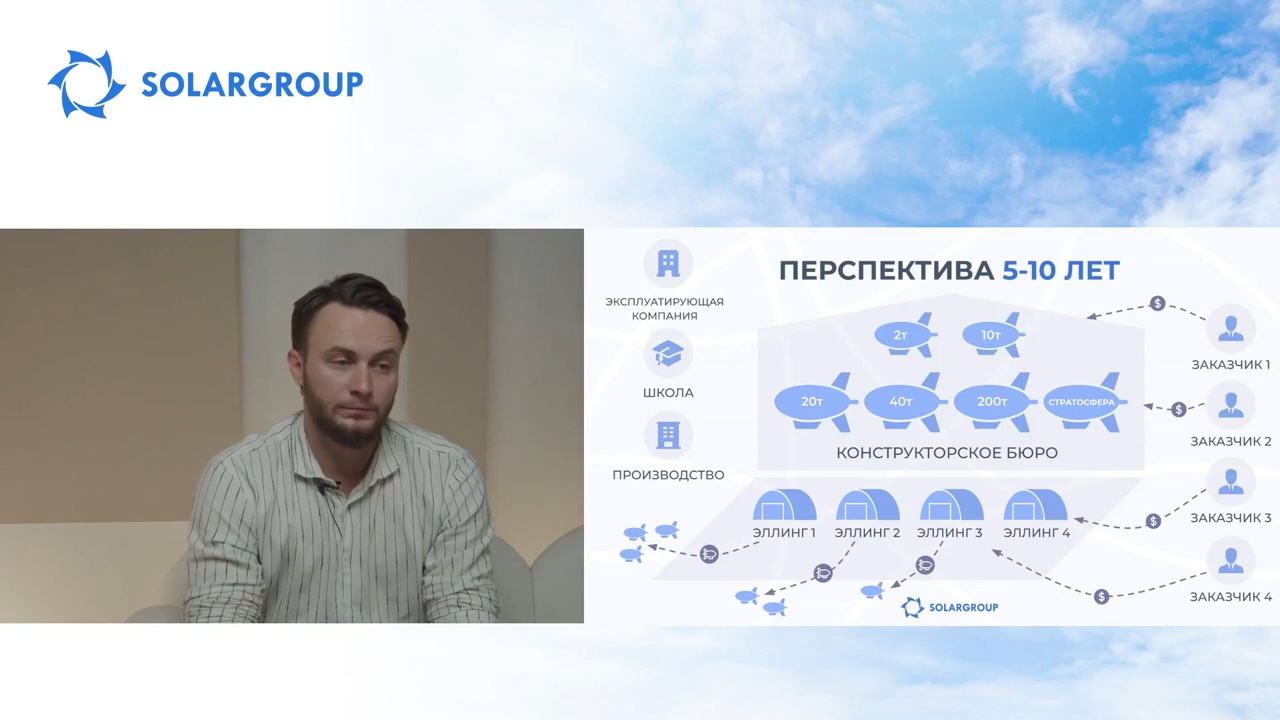 SOLARGROUP
ПЕРСПЕКТИВА 5-10 ЛЕТ
ЭКСПЛУАТИРУЮЩАЯ
КОМПАНИЯ
ШКОЛА
ПРОИЗВОДСТВО
2т
10т
20т
40т
200т
СТРАТОСФЕРА
КОНСТРУКТОРСКОЕ БЮРО
ЭЛЛИНГ 1
ЭЛЛИНГ 2
ЭЛЛИНГ 3
ЭЛЛИНГ 4
$
ЗАКАЗЧИК 1
$
ЗАКАЗЧИК 2
$
ЗАКАЗЧИК 3
$
ЗАКАЗЧИК 4
SOLARGROUP